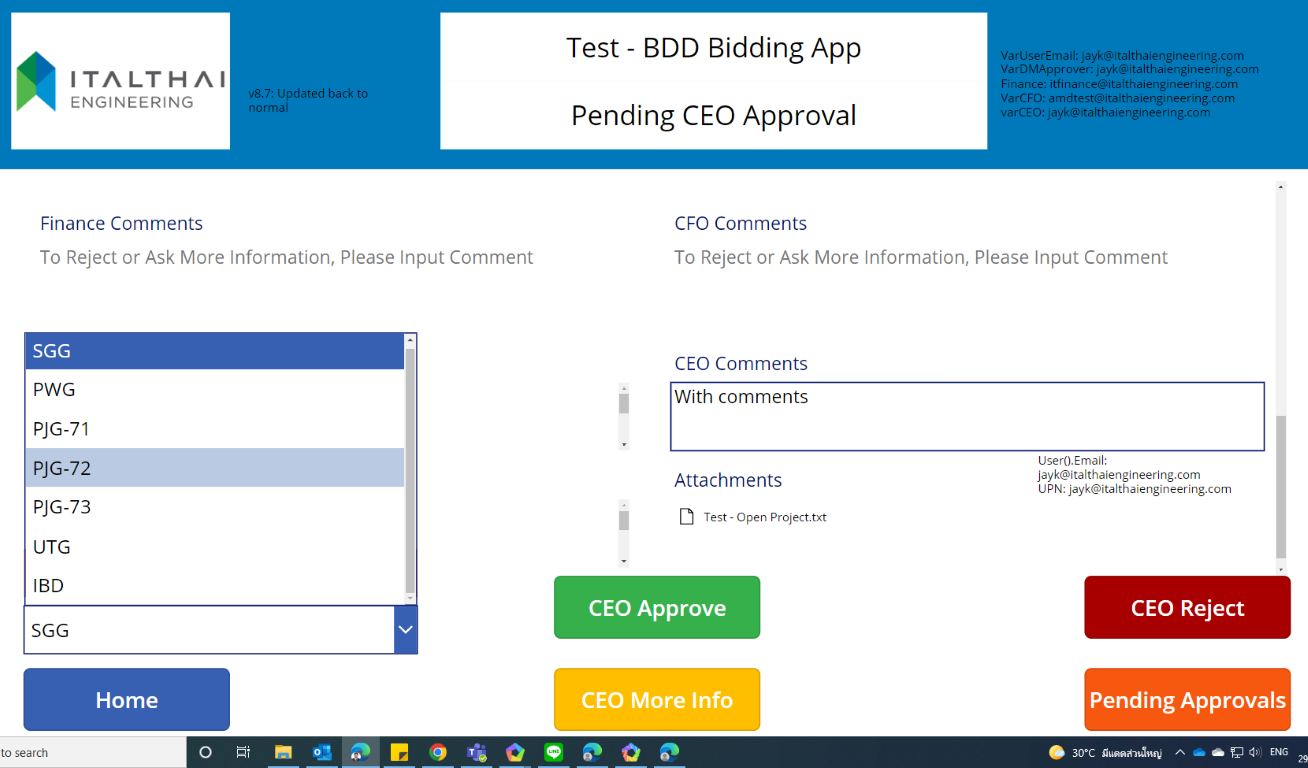 ITALTHAI
ENGINEERING
v8.7: Updated back to
normal
Test - BDD Bidding App
Pending CEO Approval
VarUserEmail: jayk@italthaiengineering.com
VarDMApprover: jayk@italthaiengineering.com
Finance: itfinance@italthaiengineering.com
VarCFO: amdtest@italthaiengineering.com
varCEO: jayk@italthaiengineering.com
Finance Comments
To Reject or Ask More Information, Please Input Comment
CFO Comments
To Reject or Ask More Information, Please Input Comment
SGG
PWG
PJG-71
PJG-72
PJG-73
UTG
IBD
SGG
CEO Comments
With comments
User().Email:
jayk@italthaiengineering.com
UPN: jayk@italthaiengineering.com
Attachments
Test - Open Project.txt
CEO Approve
CEO Reject
Home
CEO More Info
Pending Approvals
to search
30°C มีแดดส่วนใหญ่
ENG
29